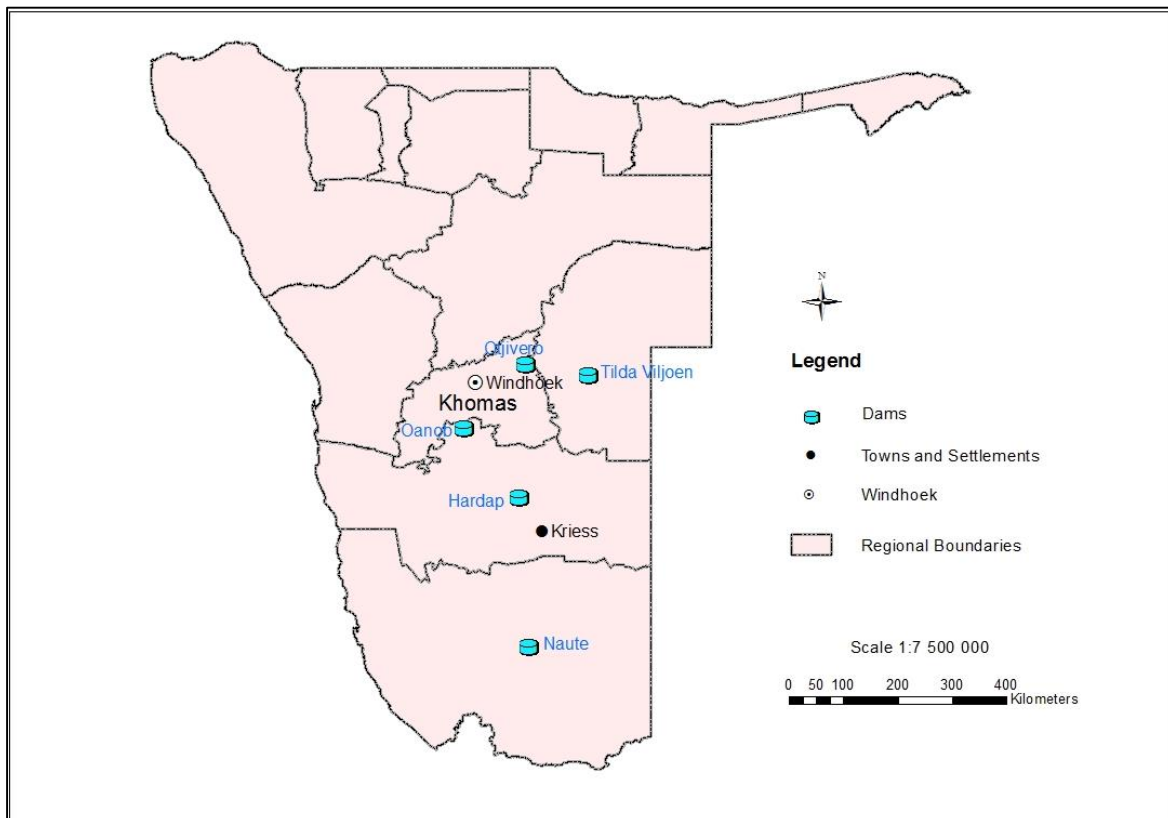 N
Otjivero
Tilda Viljoen
Windhoek
Khomas
Oanob
Hardap
Kriess
Naute
Legend
Dams
Towns and Settlements
Windhoek
Regional Boundaries
Scale 1:7 500 000
0 50 100 200 300 400
Kilometers